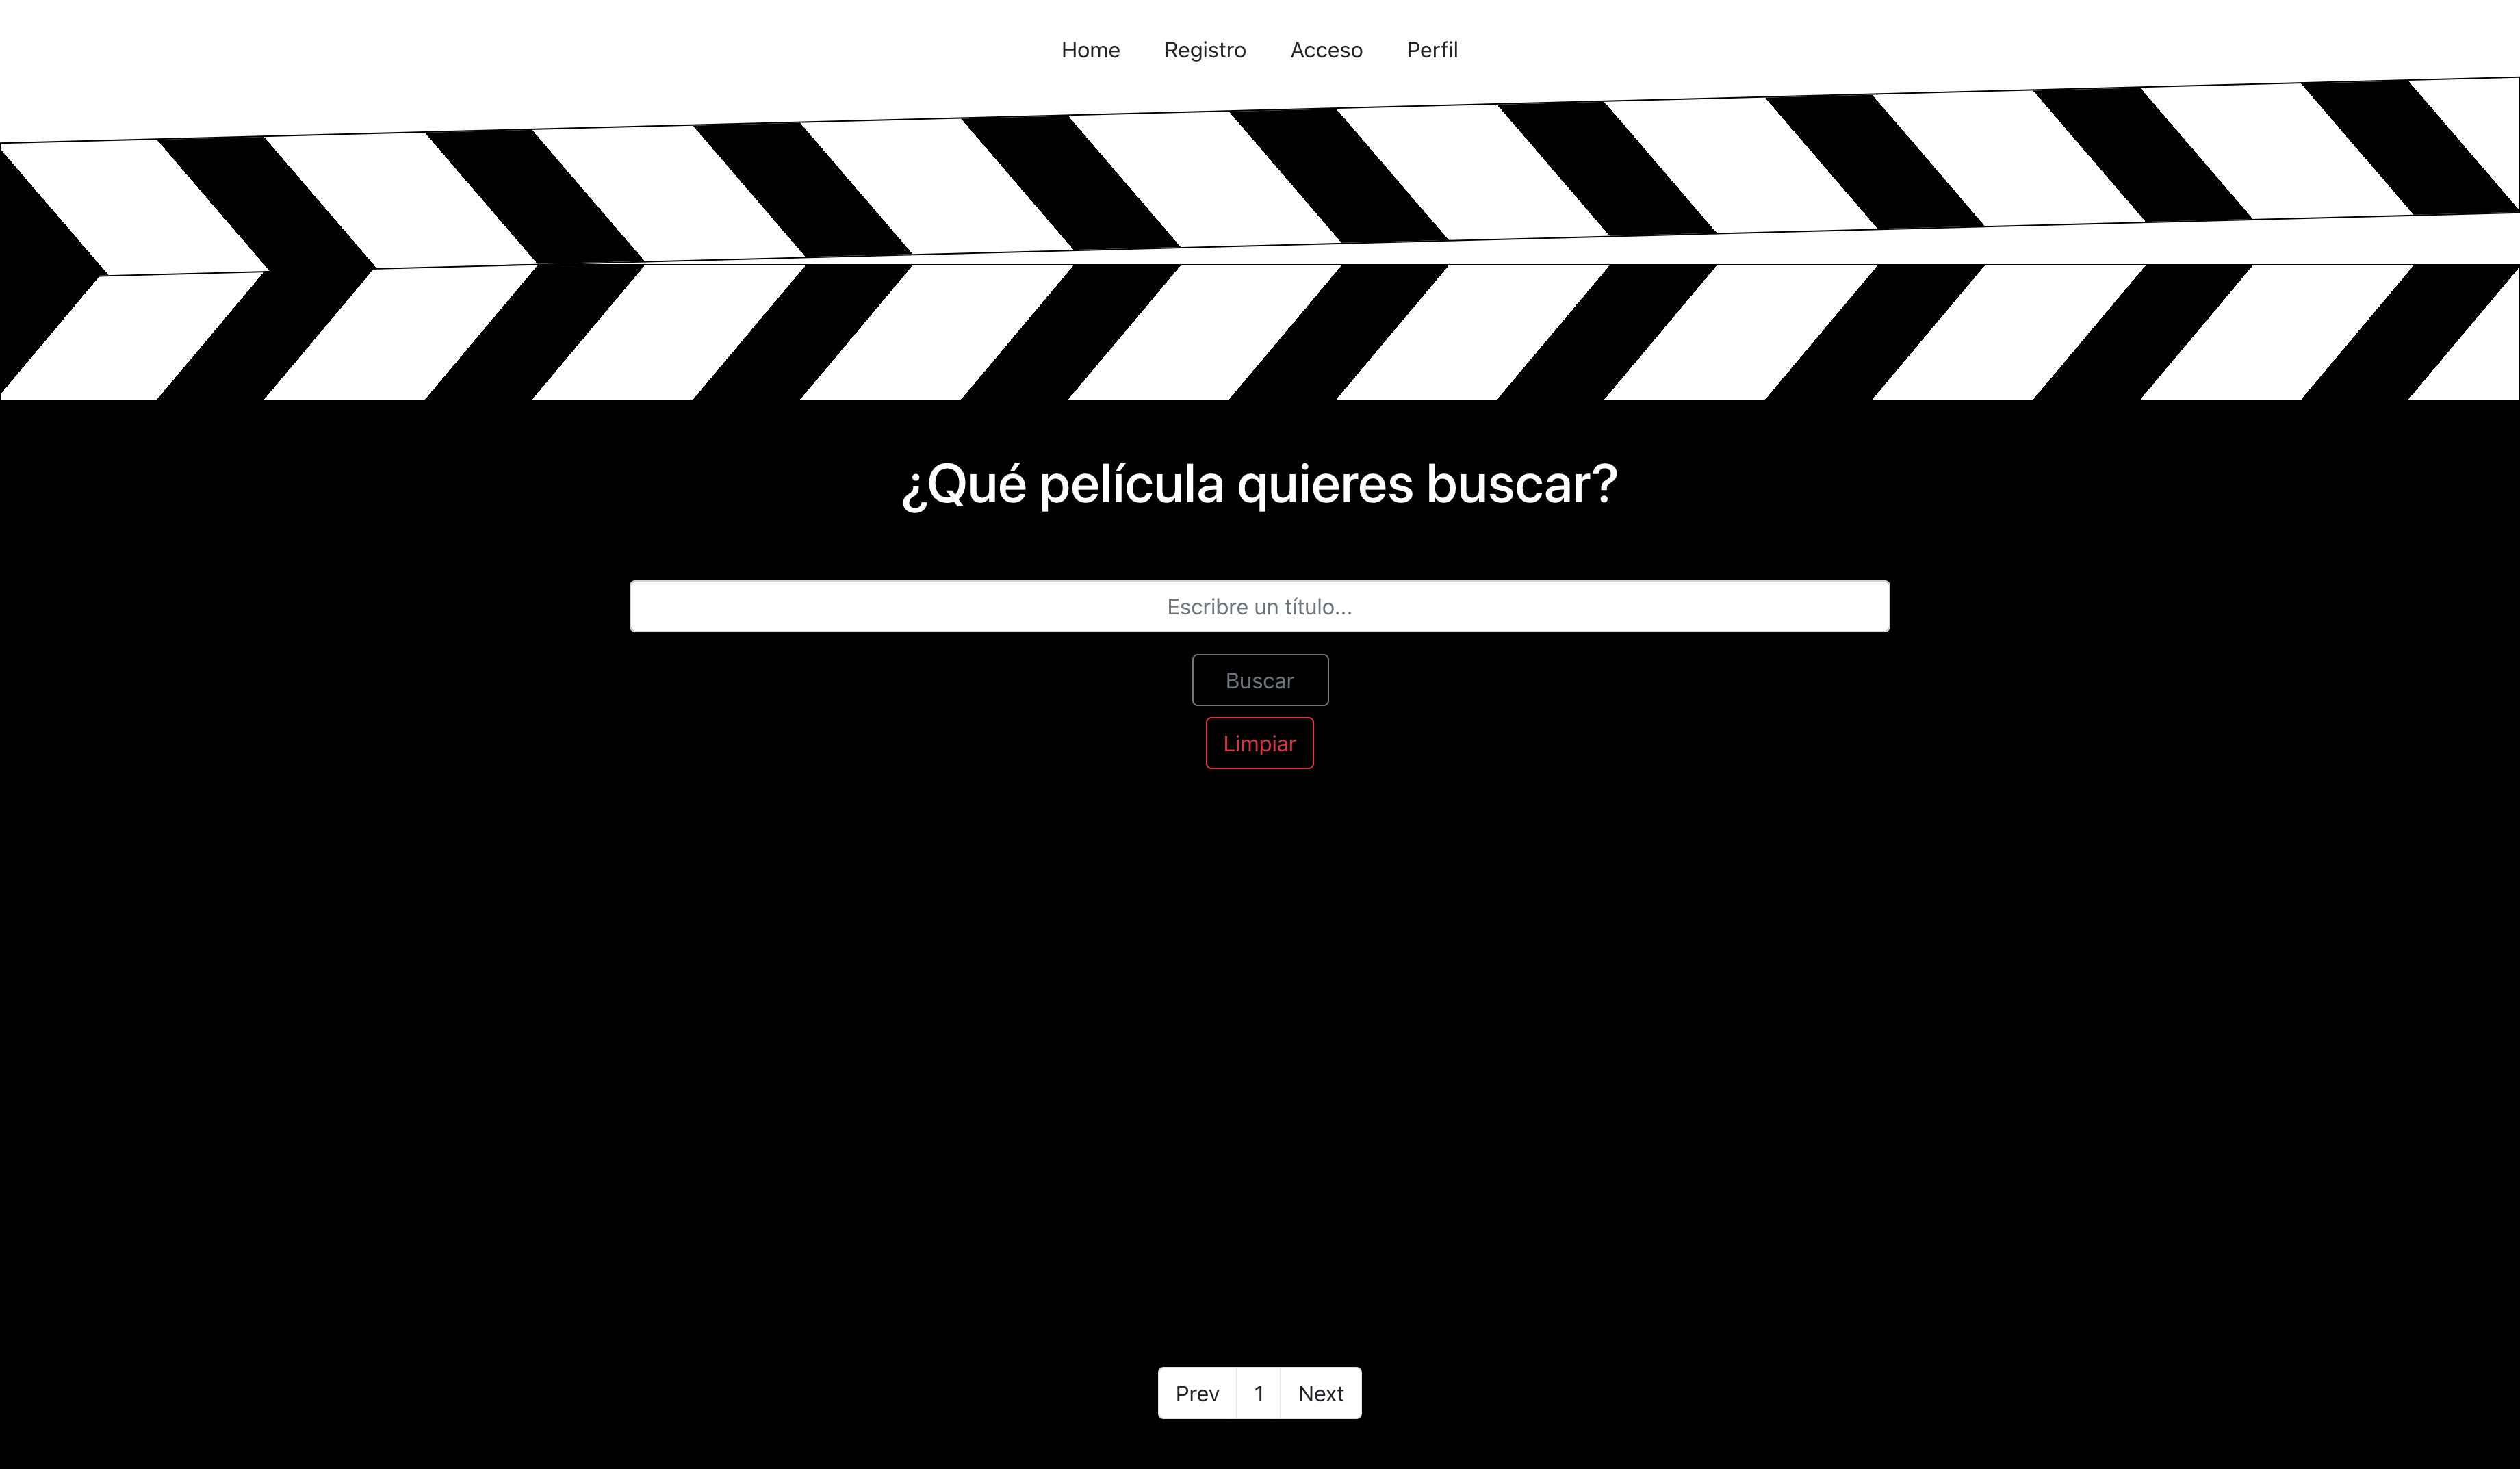 Home Registro Acceso Perfil
¿Qué película quieres buscar?
Escribre un título...
Buscar
Limpiar
Prev 1 Next